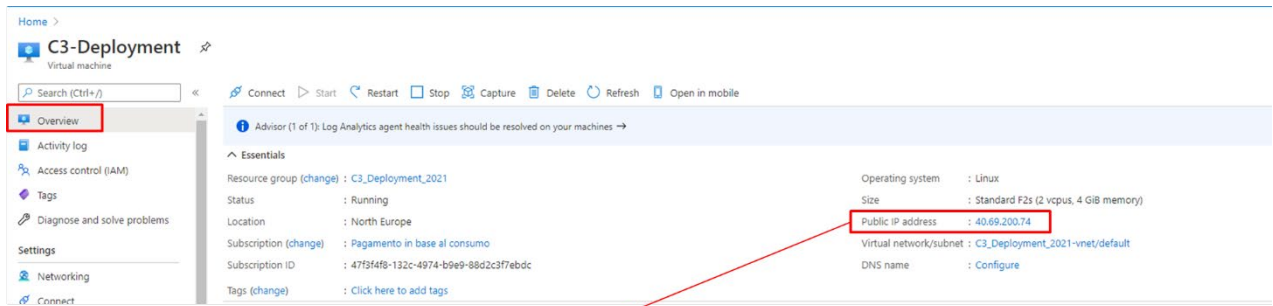 Home >
C3-Deployment
Virtual machine
Search (Ctrl+/)
«
Connect Start Restart Stop Capture Delete Refresh Open in mobile
Overview
Advisor (1 of 1): Log Analytics agent health issues should be resolved on your machines →
Activity log
Essentials
Access control (IAM)
Resource group (change) : C3_Deployment_2021
Operating system : Linux
Tags
Status : Running
Size : Standard F2s (2 vcpus, 4 GiB memory)
Diagnose and solve problems
Location : North Europe
Public IP address : 40.69.200.74
Settings
Subscription (change) : Pagamento in base al consumo
Virtual network/subnet : C3_Deployment_2021-vnet/default
Subscription ID : 47f3f4f8-132c-4974-b9e9-88d2c3f7ebdc
DNS name : Configure
Networking
Tags (change) : Click here to add tags
Connect